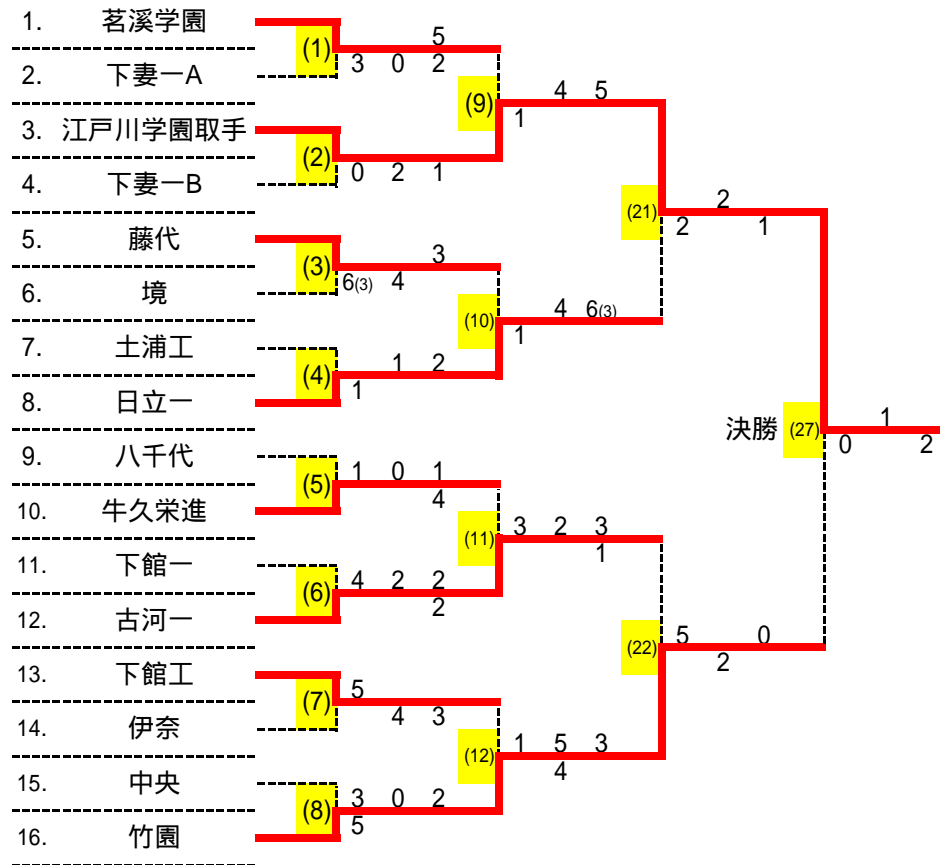 1. 茗溪学園
(1) 5
3 0 2
2. 下妻一A
(9) 4 5
1
3. 江戸川学園取手
(2)
0 2 1
4. 下妻一B
(21) 2
2 1
5. 藤代
(3) 3
6(3) 4
6. 境
(10) 4 6(3)
1
7. 土浦工
(4) 1 2
1
8. 日立一
決勝 (27) 1
0 2
9. 八千代
(5) 1 0 1
4
10. 牛久栄進
(11) 3 2 3
1
11. 下館一
(6) 4 2 2
2
12. 古河一
(22) 5 0
2
13. 下館工
(7) 5
4 3
14. 伊奈
(12) 1 5 3
4
15. 中央
(8) 3 0 2
5
16. 竹園